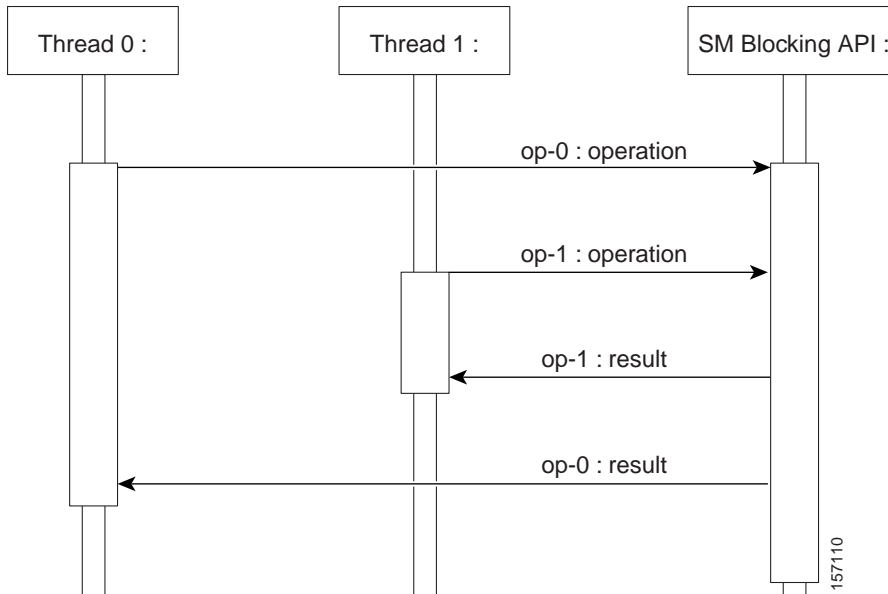 Thread 0 :
Thread 1 :
SM Blocking API :
op-0 : operation
op-1 : operation
op-1 : result
op-0 : result
157110